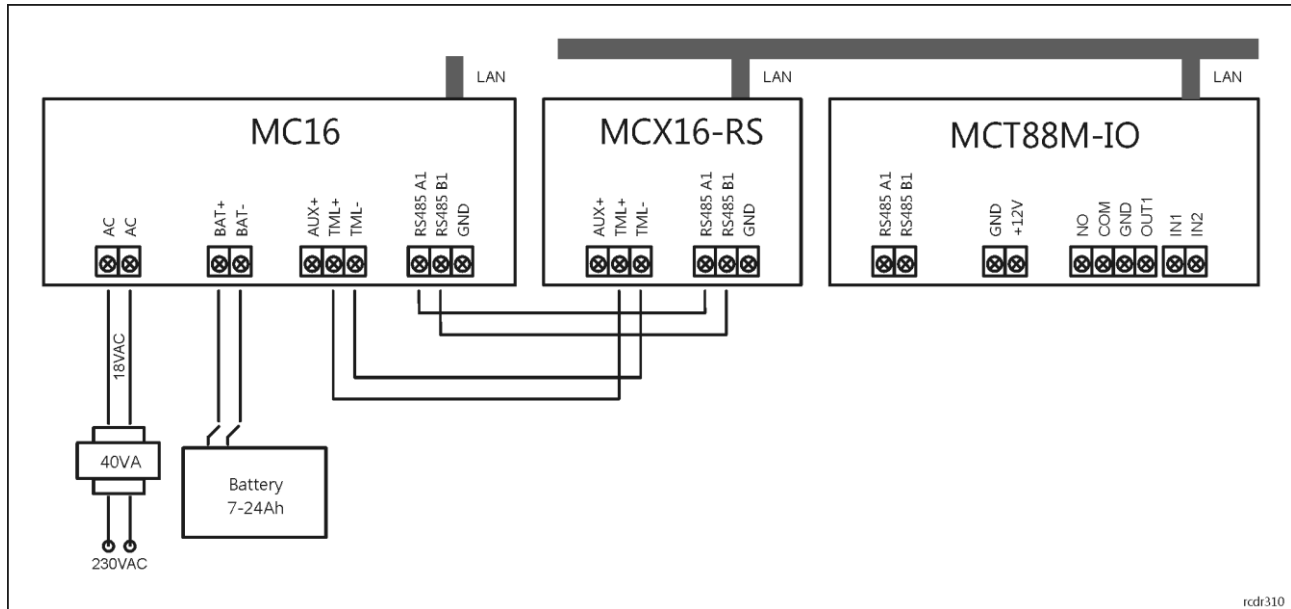 LAN
LAN
LAN
MC16
MCX16-RS
MCT88M-IO
AC
AC
BAT+
BAT-
AUX+
TML+
TML-
RS485 A1
RS485 B1
GND
AUX+
TML+
TML-
RS485 A1
RS485 B1
GND
RS485 A1
RS485 B1
GND
+12V
NO
COM
GND
OUT1
IN1
IN2
18VAC
40VA
Battery
7-24Ah
230VAC
rcdr310